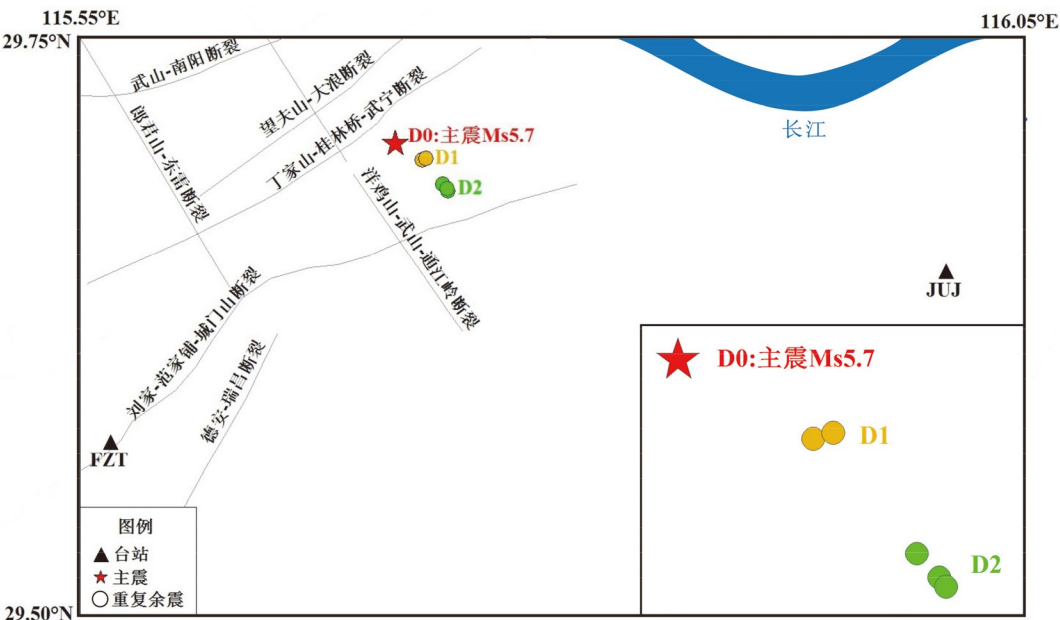 115.55°E
116.05°E
29.75°N
武山-南阳断裂
望夫山-大浪断裂
丁家山-桂林桥-武宁断裂
郎君山-东雷断裂
D0:主震Ms5.7
D1
D2
长江
洋鸡山-武山-通江岭断裂
JUJ
刘家-范家铺-城门山断裂
德安-瑞昌断裂
FZT
D0:主震Ms5.7
D1
D2
图例
台站
主震
重复余震
29.50°N